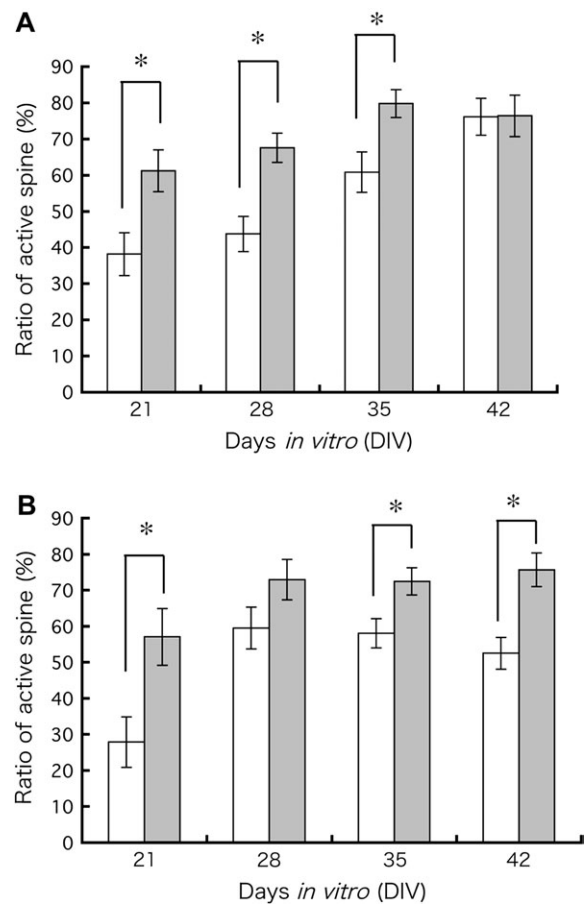 A
* * *
Ratio of active spine (%)
90
80
70
60
50
40
30
20
10
0
21 28 35 42
Days in vitro (DIV)
B
* * *
Ratio of active spine (%)
90
80
70
60
50
40
30
20
10
0
21 28 35 42
Days in vitro (DIV)